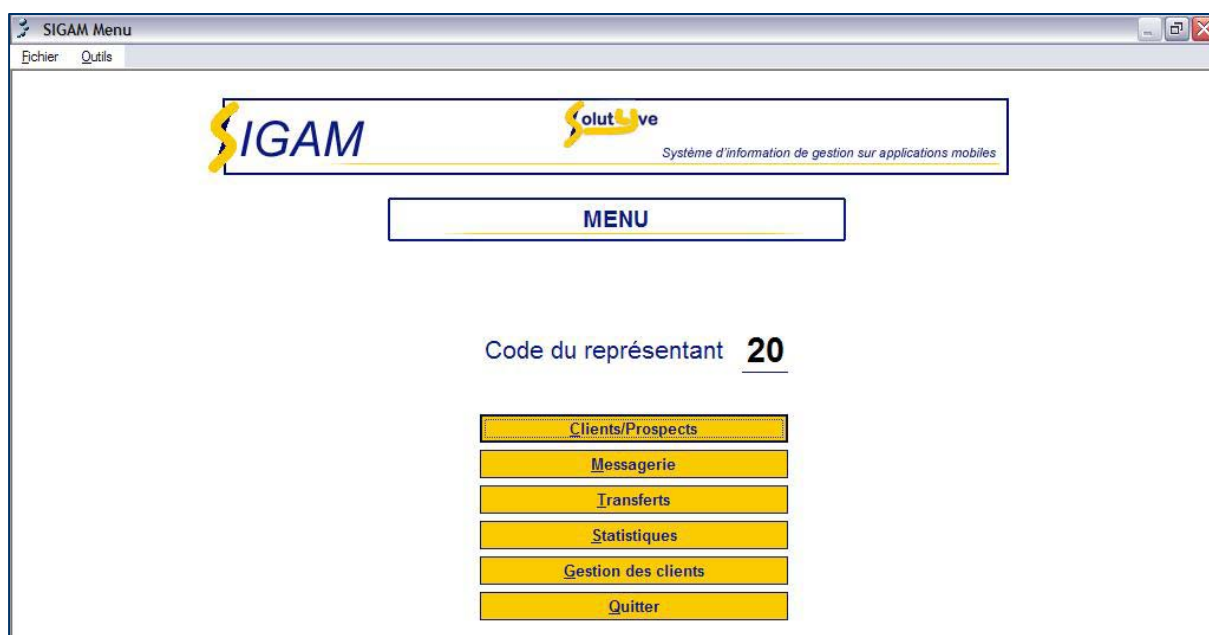 SIGAM Menu
Fichier Outils
SIGAM
Solutyve
Système d'information de gestion sur applications mobiles
MENU
Code du représentant 20
Clients/Prospects
Messagerie
Transferts
Statistiques
Gestion des clients
Quitter